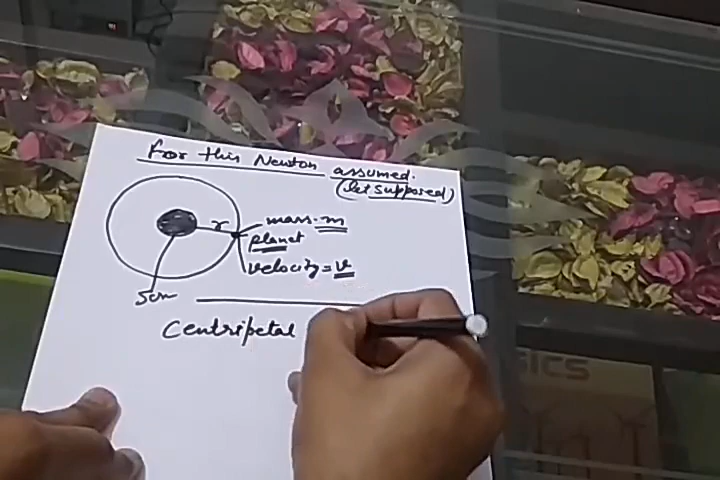 For this Newton assumed.
(let supposed)
r
mass-m
planet
velocity=v
Sun
Centripetal